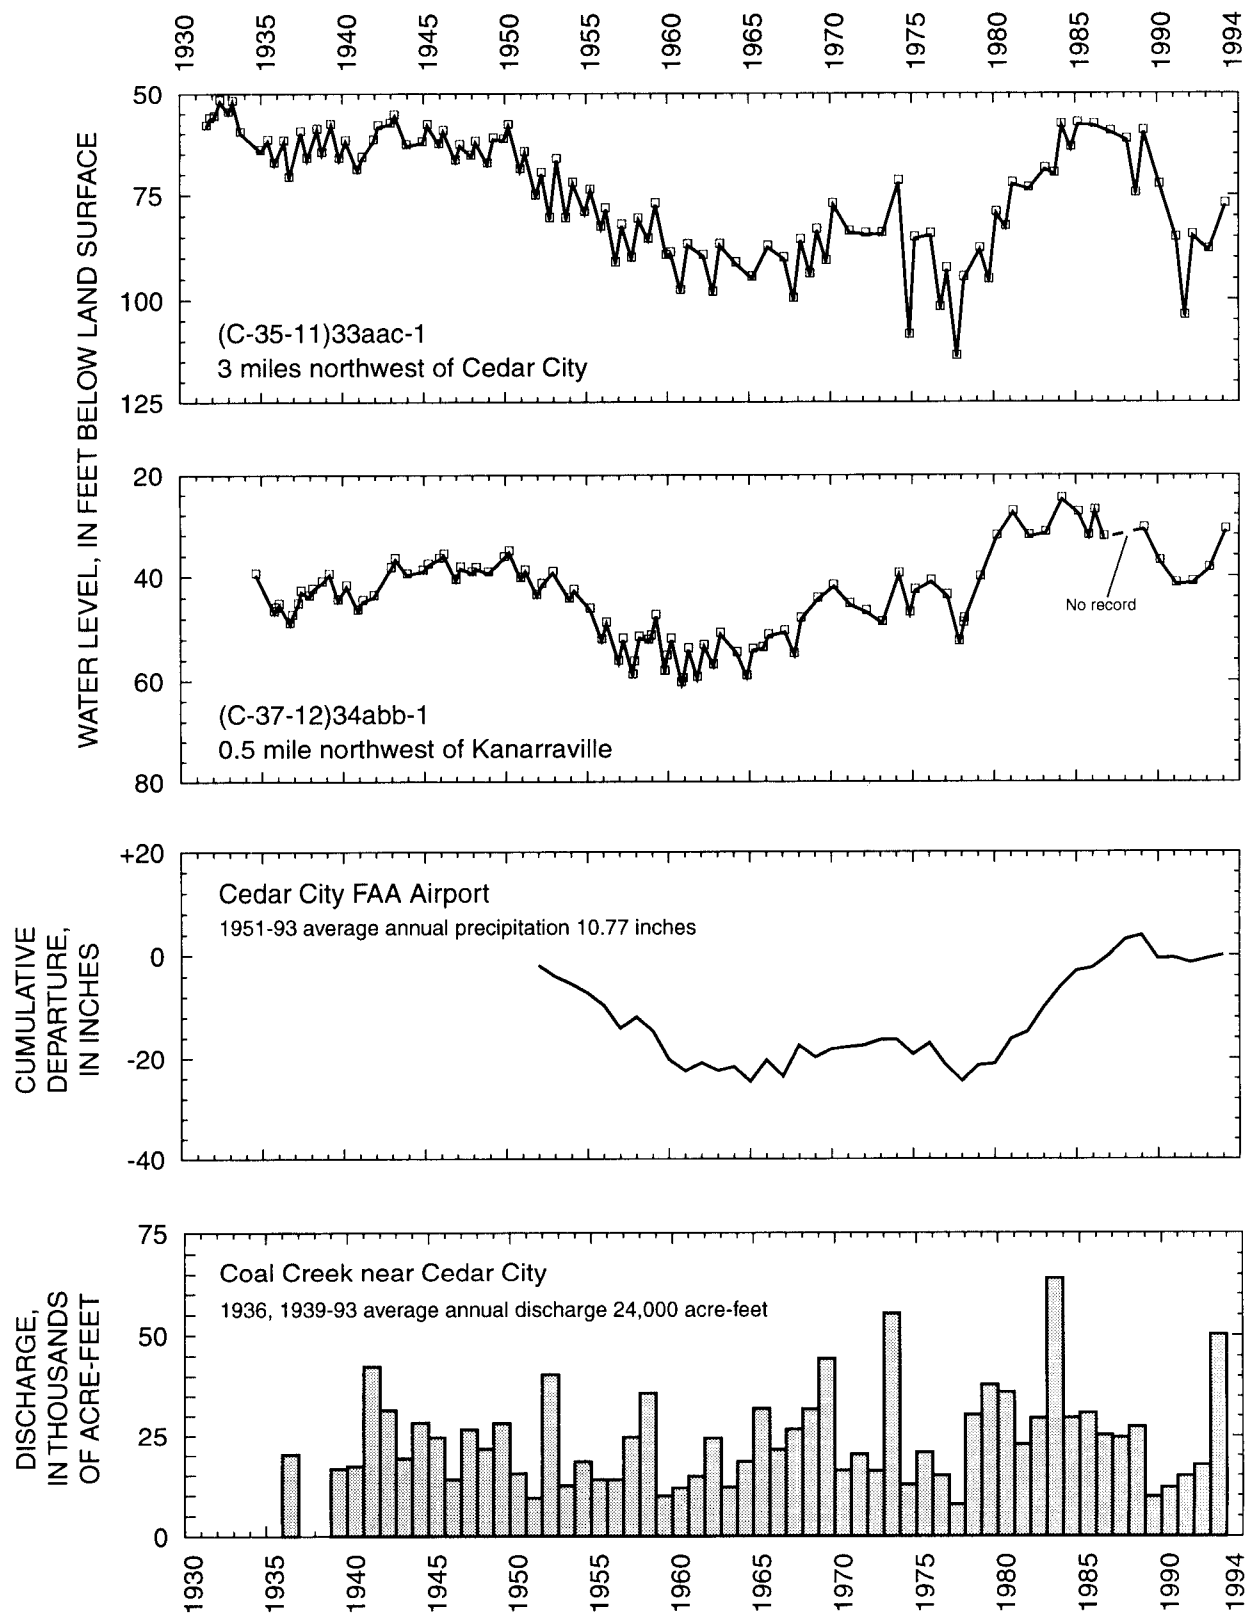 1930 1935 1940 1945 1950 1955 1960 1965 1970 1975 1980 1985 1990 1994
WATER LEVEL, IN FEET BELOW LAND SURFACE
50
75
100
125
(C-35-11)33aac-1
3 miles northwest of Cedar City
20
40
60
80
No record
(C-37-12)34abb-1
0.5 mile northwest of Kanarraville
CUMULATIVE
DEPARTURE,
IN INCHES
+20
0
-20
-40
Cedar City FAA Airport
1951-93 average annual precipitation 10.77 inches
DISCHARGE,
IN THOUSANDS
OF ACRE-FEET
75
50
25
0
Coal Creek near Cedar City
1936, 1939-93 average annual discharge 24,000 acre-feet
1930 1935 1940 1945 1950 1955 1960 1965 1970 1975 1980 1985 1990 1994